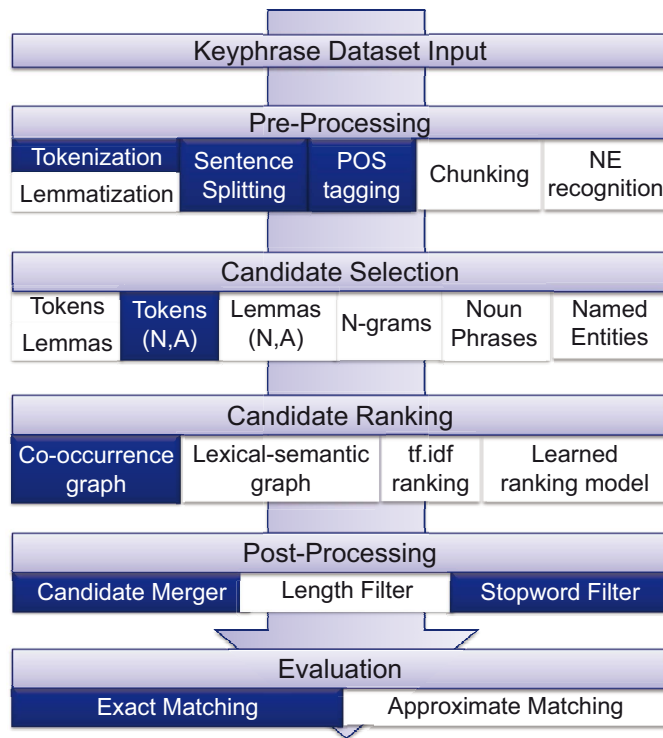 Keyphrase Dataset Input
Pre-Processing
Tokenization
Lemmatization
Sentence
Splitting
POS
tagging
Chunking
NE
recognition
Candidate Selection
Tokens
Lemmas
Tokens
(N,A)
Lemmas
(N,A)
N-grams
Noun
Phrases
Named
Entities
Candidate Ranking
Co-occurrence
graph
Lexical-semantic
graph
tf.idf
ranking
Learned
ranking model
Post-Processing
Candidate Merger
Length Filter
Stopword Filter
Evaluation
Exact Matching
Approximate Matching